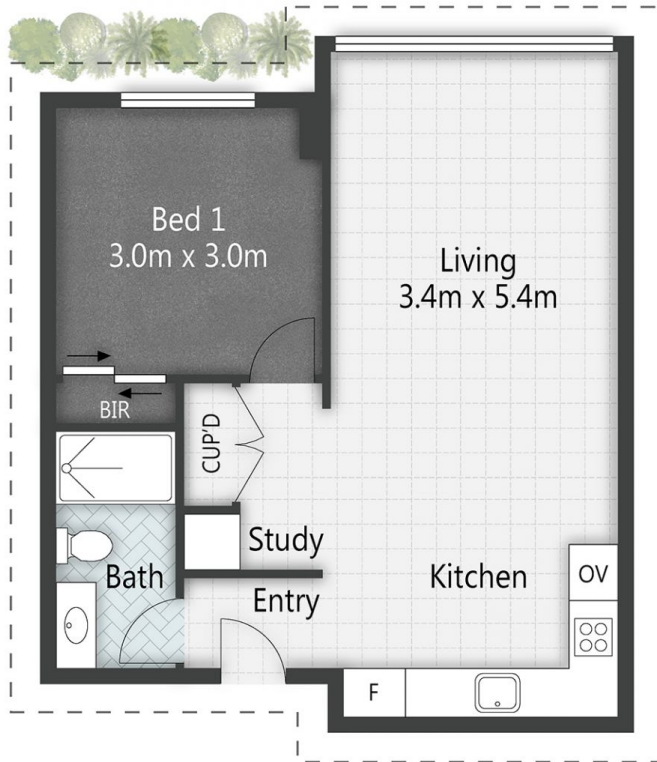 Bed 1
3.0m x 3.0m
Living
3.4m x 5.4m
BIR
CUP'D
Study
Bath
Kitchen
OV
Entry
F